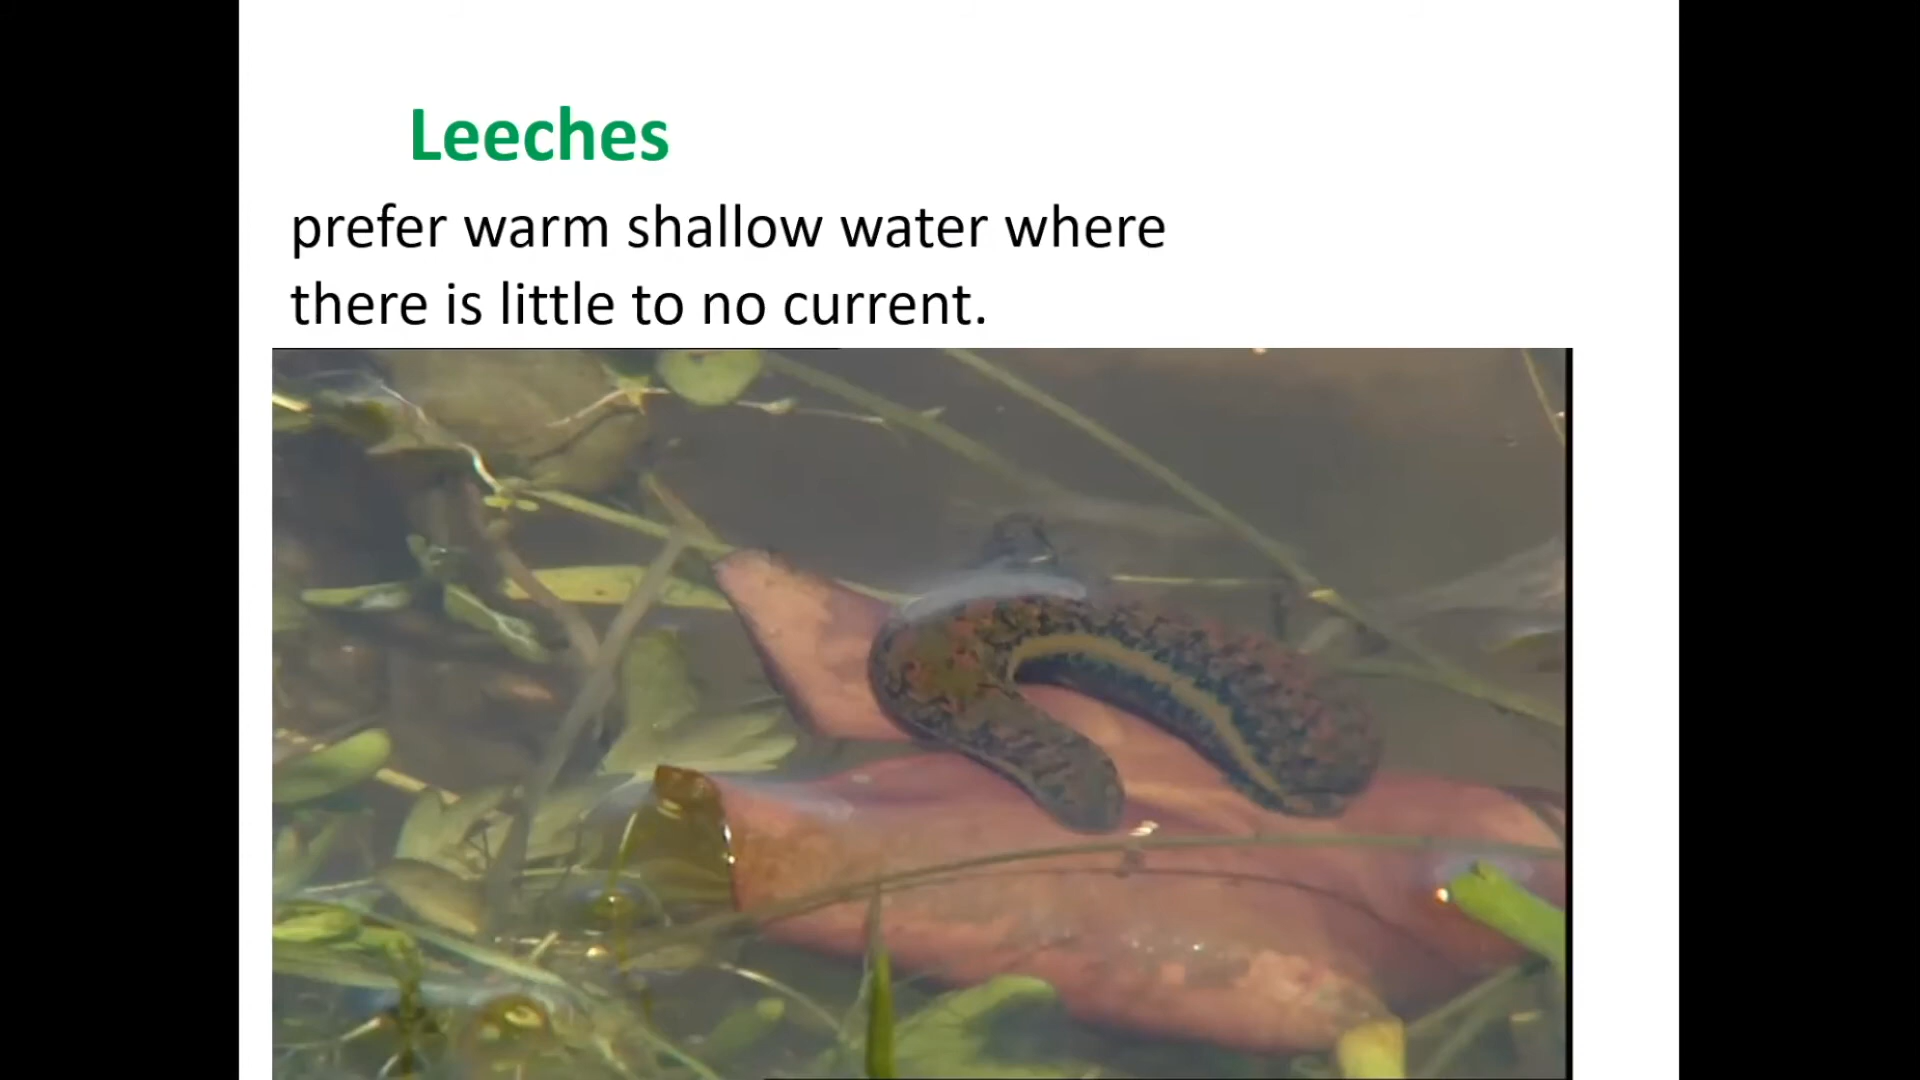 Leeches
prefer warm shallow water where
there is little to no current.